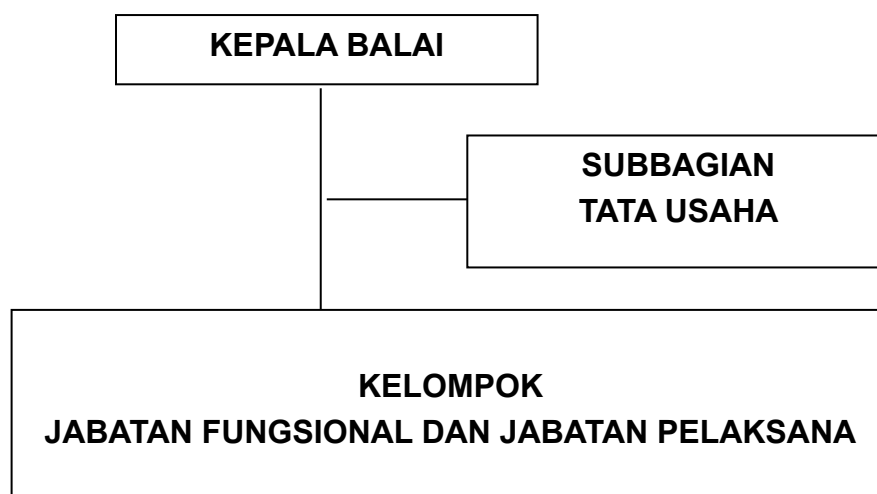 KEPALA BALAI
SUBBAGIAN
TATA USAHA
KELOMPOK
JABATAN FUNGSIONAL DAN JABATAN PELAKSANA